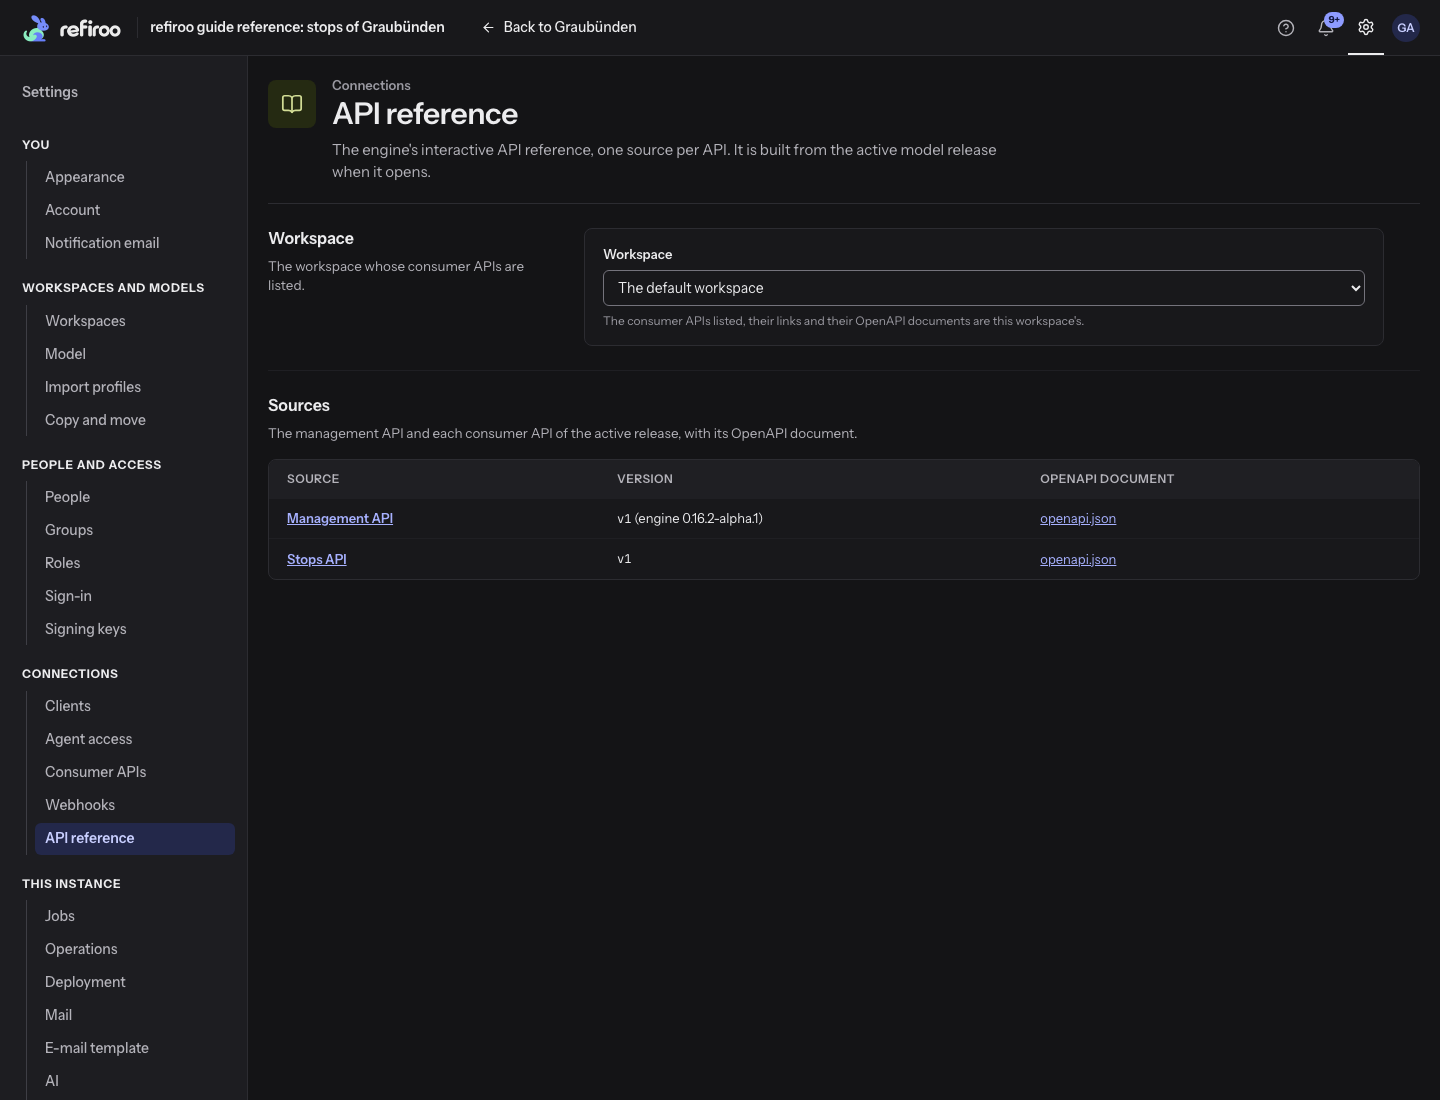 refiroo
refiroo guide reference: stops of Graubünden
← Back to Graubünden
9+
GA
Settings
YOU
Appearance
Account
Notification email
WORKSPACES AND MODELS
Workspaces
Model
Import profiles
Copy and move
PEOPLE AND ACCESS
People
Groups
Roles
Sign-in
Signing keys
CONNECTIONS
Clients
Agent access
Consumer APIs
Webhooks
API reference
THIS INSTANCE
Jobs
Operations
Deployment
Mail
E-mail template
AI
Connections
API reference
The engine's interactive API reference, one source per API. It is built from the active model release
when it opens.
Workspace
The workspace whose consumer APIs are
listed.
Workspace
The default workspace
The consumer APIs listed, their links and their OpenAPI documents are this workspace's.
Sources
The management API and each consumer API of the active release, with its OpenAPI document.
SOURCE VERSION OPENAPI DOCUMENT
Management API v1 (engine 0.16.2-alpha.1) openapi.json
Stops API v1 openapi.json